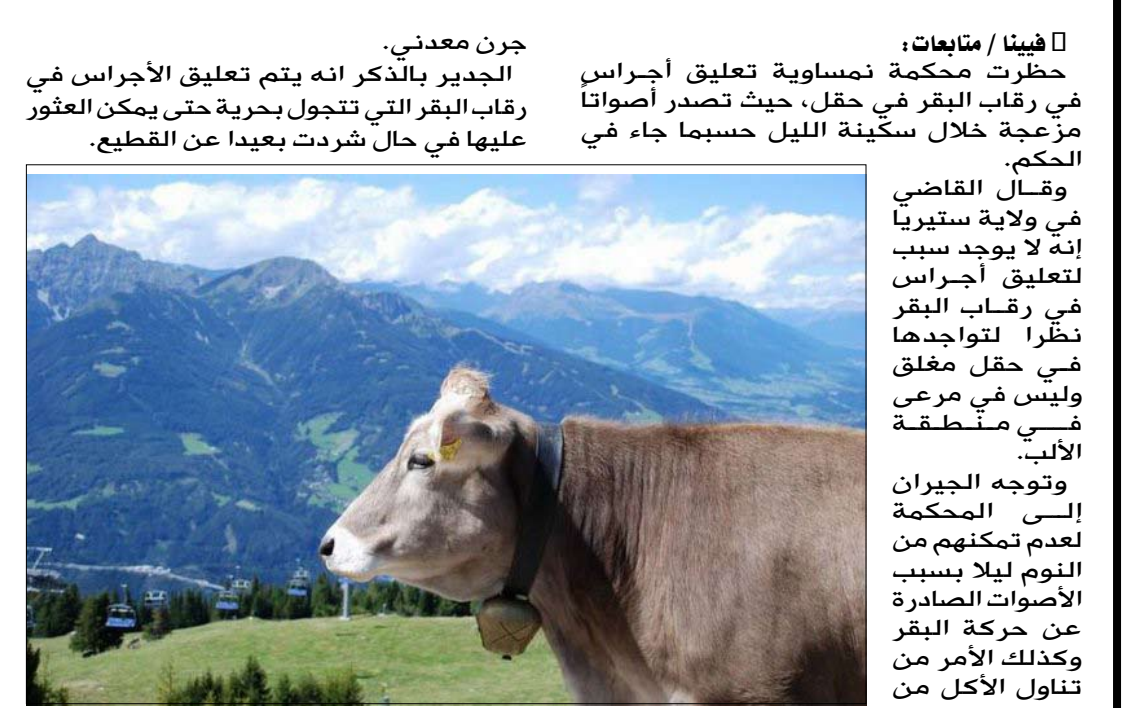 فيينا / متابعات :
حظرت محكمة نمساوية تعليق أجراس
في رقاب البقر في حقل، حيث تصدر أصواتاً
مزعجة خلال سكينة الليل حسبما جاء في
الحكم.
وقال القاضي
في ولاية ستيريا
إنه لا يوجد سبب
لتعليق أجراس
في رقاب البقر
نظرا لتواجدها
في حقل مغلق
وليس في مرعى
في منطقة
الألب.
وتوجه الجيران
إلى المحكمة
لعدم تمكنهم من
النوم ليلا بسبب
الأصوات الصادرة
عن حركة البقر
وكذلك الأمر من
تناول الأكل من
جرن معدني.
الجدير بالذكر انه يتم تعليق الأجراس في
رقاب البقر التي تتجول بحرية حتى يمكن العثور
عليها في حال شردت بعيدا عن القطيع.